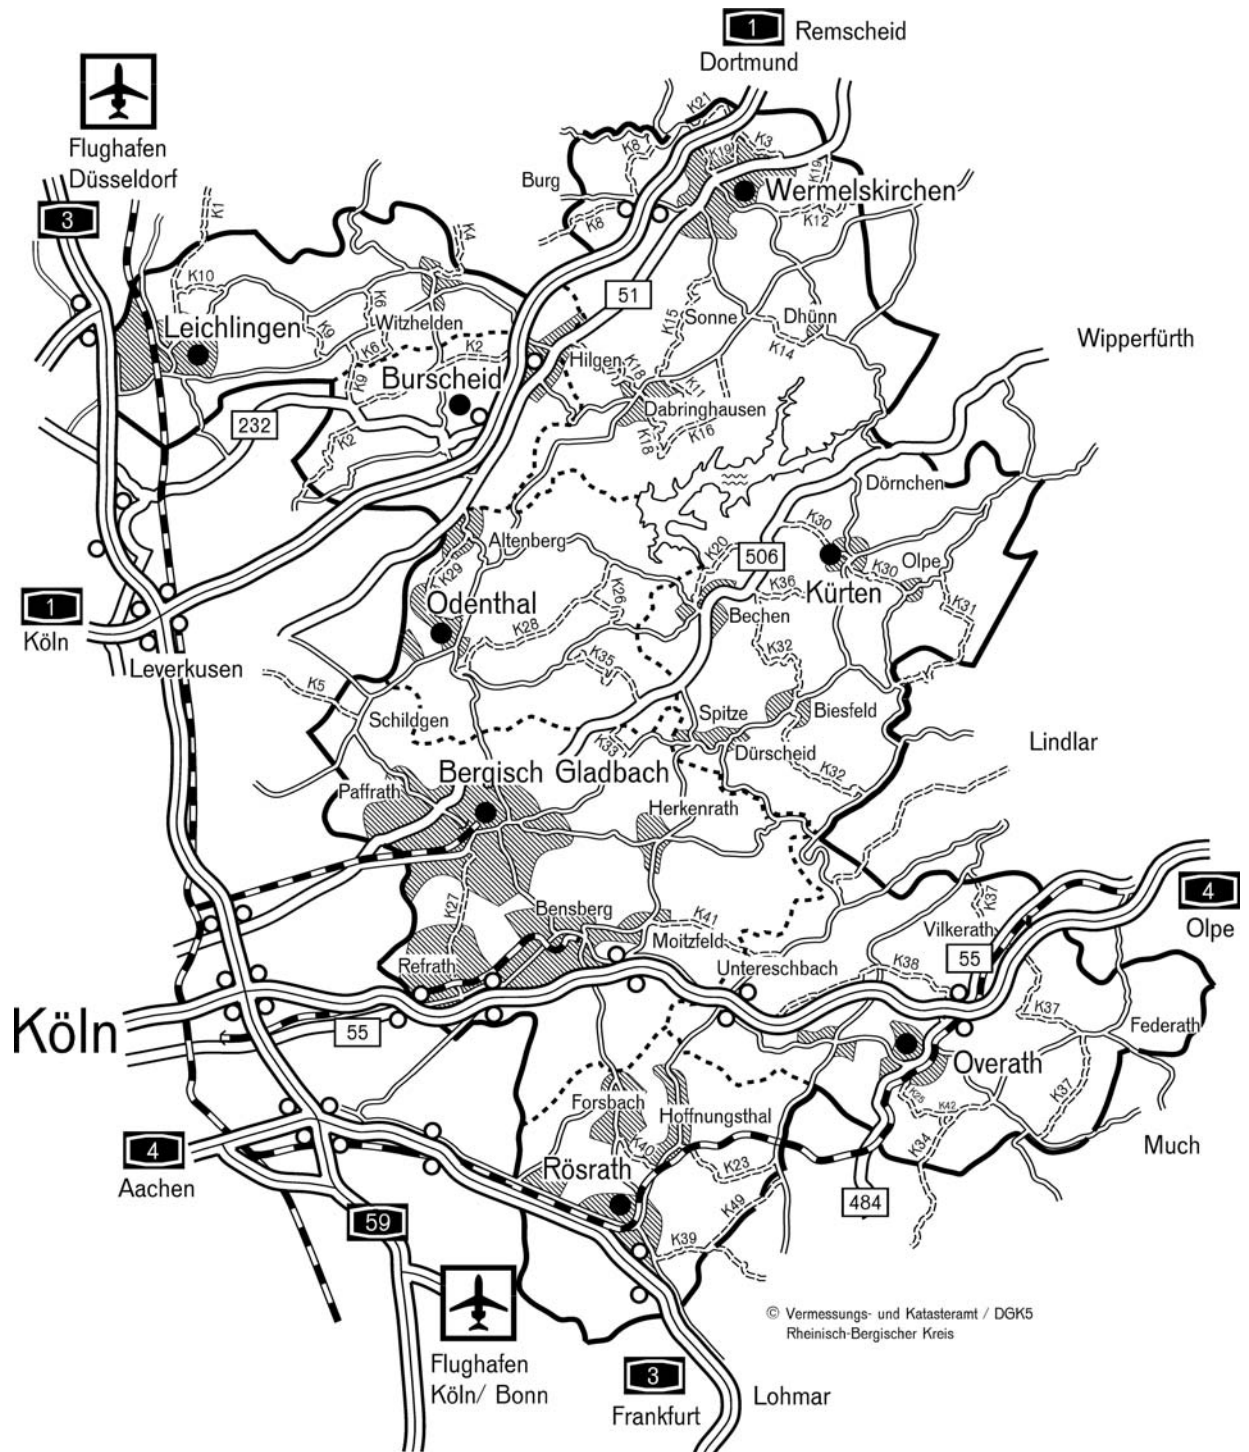 1
Remscheid
Dortmund
Flughafen
Düsseldorf
K21
K8
K19
K3
K19
Burg
Wermelskirchen
3
K1
K8
K12
K4
K10
K6
51
K15
Sonne
Dhünn
Leichlingen
K9
Witzhelden
K14
Wipperfürth
K6
K2
Hilgen
K18
K9
Burscheid
K11
Dabringhausen
232
K2
K18
K16
Dörnchen
K30
Altenberg
K20
506
Olpe
K29
K30
K26
K36
Kürten
K31
1
Odenthal
Bechen
Köln
K28
K32
Leverkusen
K35
K5
Schildgen
Spitze
Biesfeld
K33
Dürscheid
Lindlar
Bergisch Gladbach
K32
Paffrath
Herkenrath
4
Olpe
K27
Bensberg
K41
K37
Moitzfeld
Vilkerath
Refrath
Untereschbach
K38
55
Köln
55
K37
Federath
Overath
Forsbach
K25
K42
K37
Hoffnungsthal
4
Aachen
K40
K34
Much
Rösrath
K23
59
K49
484
K39
© Vermessungs- und Katasteramt / DGK5
Rheinisch-Bergischer Kreis
Flughafen
Köln/ Bonn
3
Frankfurt
Lohmar